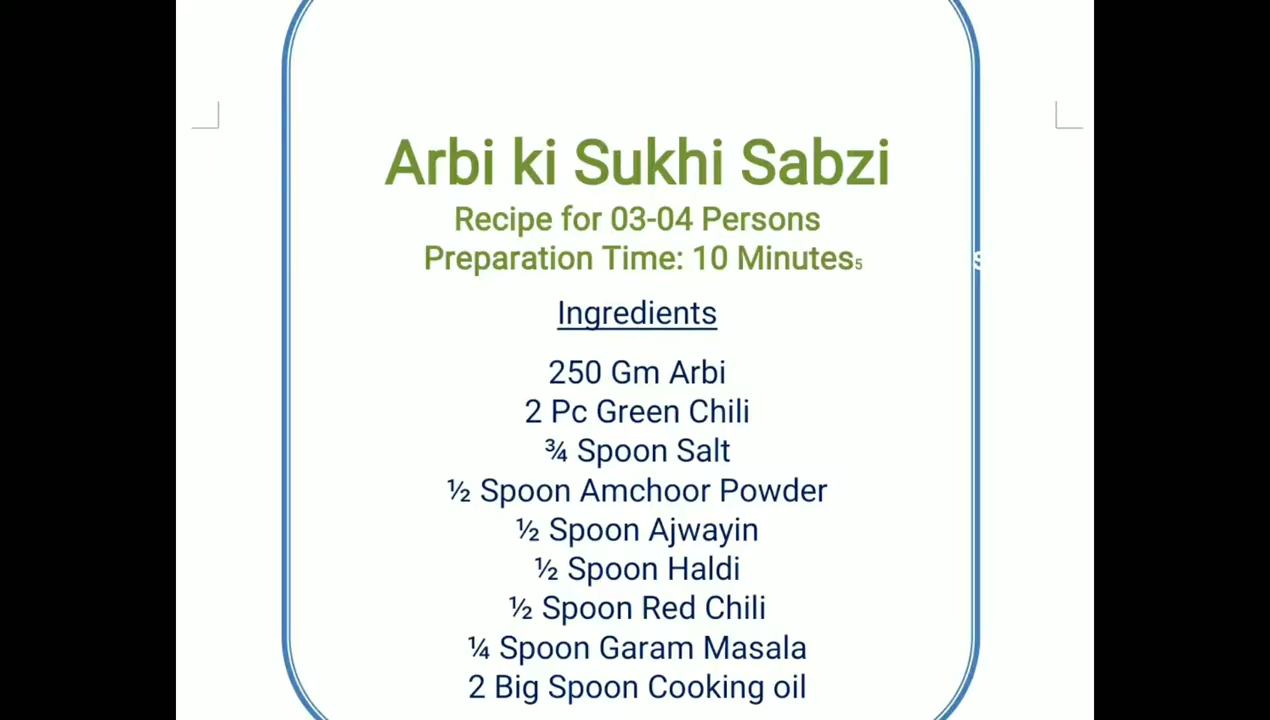 Arbi ki Sukhi Sabzi
Recipe for 03-04 Persons
Preparation Time: 10 Minutes5
Ingredients
250 Gm Arbi
2 Pc Green Chili
¾ Spoon Salt
½ Spoon Amchoor Powder
½ Spoon Ajwayin
½ Spoon Haldi
½ Spoon Red Chili
¼ Spoon Garam Masala
2 Big Spoon Cooking oil